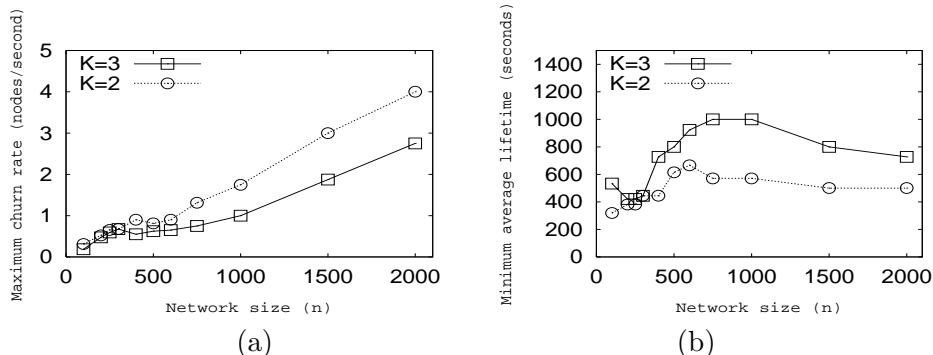 Maximum churn rate (nodes/second)
5
4
3
2
1
0
K=3
K=2
0 500 1000 1500 2000
Network size (n)
(a)
Minimum average lifetime (seconds)
1400
1200
1000
800
600
400
200
0
K=3
K=2
0 500 1000 1500 2000
Network size (n)
(b)